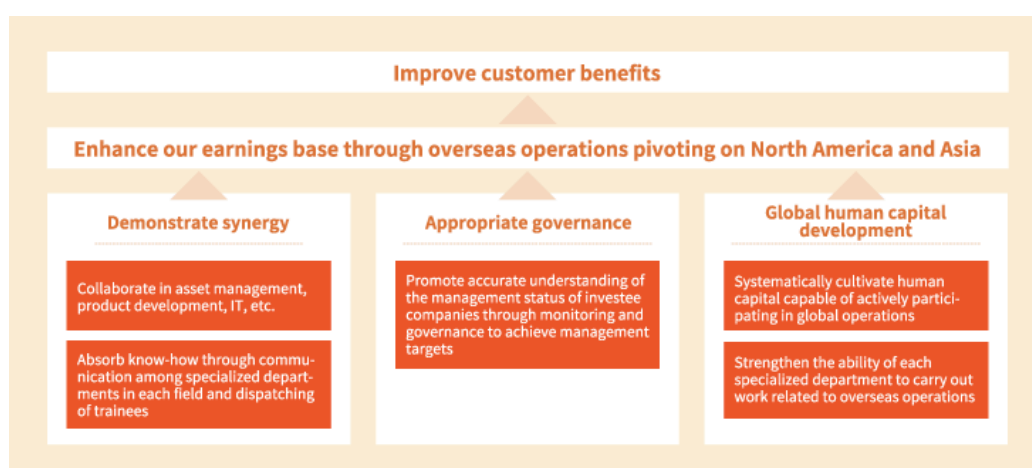 Improve customer benefits
Enhance our earnings base through overseas operations pivoting on North America and Asia
Demonstrate synergy
Collaborate in asset management,
product development, IT, etc.
Absorb know-how through commu-
nication among specialized depart-
ments in each field and dispatching
of trainees
Appropriate governance
Promote accurate understanding of
the management status of investee
companies through monitoring and
governance to achieve management
targets
Global human capital
development
Systematically cultivate human
capital capable of actively partici-
pating in global operations
Strengthen the ability of each
specialized department to carry out
work related to overseas operations